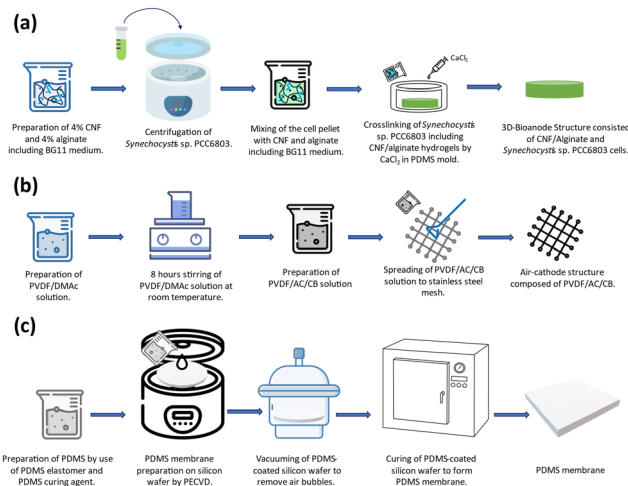 (a)
CaCl2
Preparation of 4% CNF
and 4% alginate
including BG11 medium.
Centrifugation of
Synechocystis sp. PCC6803.
Mixing of the cell pellet
with CNF and alginate
including BG11 medium.
Crosslinking of Synechocystis
sp. PCC6803 including
CNF/alginate hydrogels by
CaCl2 in PDMS mold.
3D-Bioanode Structure consisted
of CNF/Alginate and
Synechocystis sp. PCC6803 cells.
(b)
Preparation of
PVDF/DMAc
solution.
8 hours stirring of
PVDF/DMAc solution at
room temperature.
Preparation of
PVDF/AC/CB solution
Spreading of PVDF/AC/CB
solution to stainless steel
mesh.
Air-cathode structure
composed of PVDF/AC/CB.
(c)
Preparation of PDMS by use
of PDMS elastomer and
PDMS curing agent.
PDMS membrane
preparation on silicon
wafer by PECVD.
Vacuuming of PDMS-
coated silicon wafer to
remove air bubbles.
Curing of PDMS-coated
silicon wafer to form
PDMS membrane.
PDMS membrane